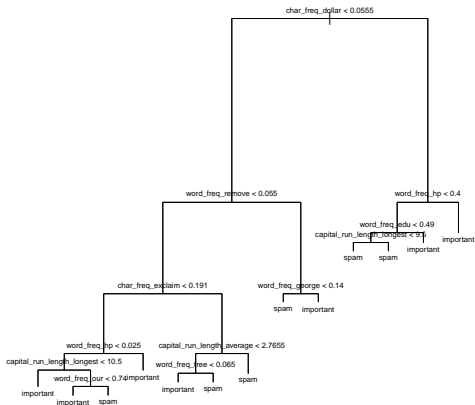 char_freq_dollar < 0.0555
word_freq_remove < 0.055
word_freq_hp < 0.4
word_freq_edu < 0.49
important
capital_run_length_longest < 9.5
important
spam
spam
char_freq_exclaim < 0.191
word_freq_george < 0.14
spam
important
word_freq_hp < 0.025
capital_run_length_average < 2.7655
capital_run_length_longest < 10.5
important
word_freq_free < 0.065
spam
word_freq_our < 0.74
important
spam
important
important
spam